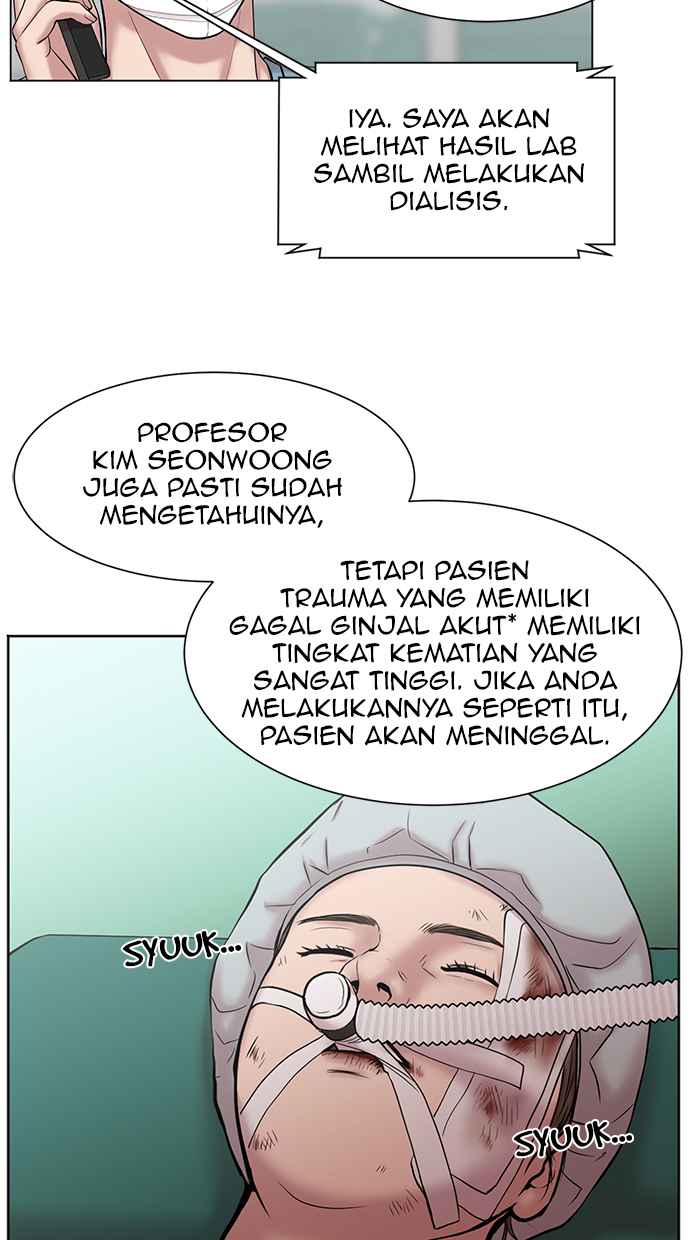 IYA. SAYA AKAN
MELIHAT HASIL LAB
SAMBIL MELAKUKAN
DIALISIS.
PROFESOR
KIM SEONWOONG
JUGA PASTI SUDAH
MENGETAHUINYA,
TETAPI PASIEN
TRAUMA YANG MEMILIKI
GAGAL GINJAL AKUT* MEMILIKI
TINGKAT KEMATIAN YANG
SANGAT TINGGI. JIKA ANDA
MELAKUKANNYA SEPERTI ITU,
PASIEN AKAN MENINGGAL.
SYUUK...
SYUUK...